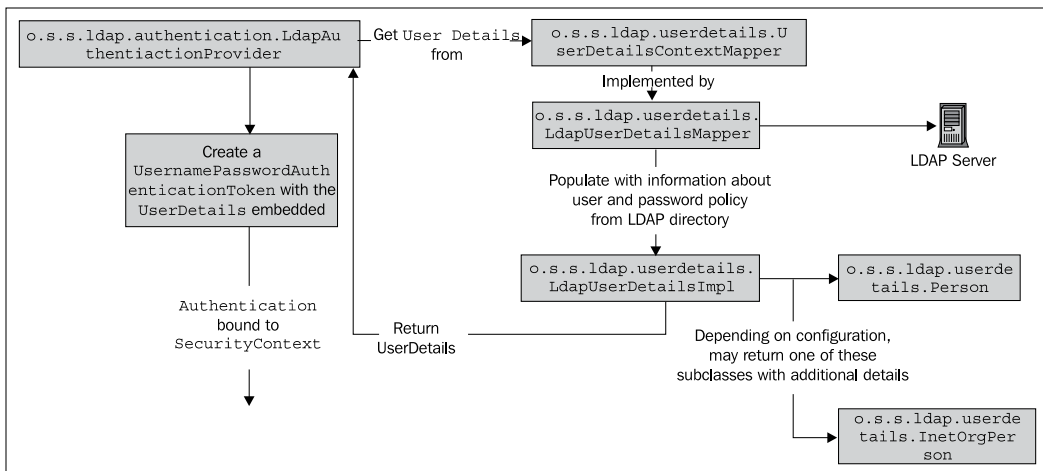 o.s.s.ldap.authentication.LdapAu
thentiactionProvider
Get User Details
from
o.s.s.ldap.userdetails.U
serDetailsContextMapper
Implemented by
o.s.s.ldap.userdetails.
LdapUserDetailsMapper
LDAP Server
Create a
UsernamePasswordAuth
enticationToken with the
UserDetails embedded
Populate with information about
user and password policy
from LDAP directory
o.s.s.ldap.userdetails.
LdapUserDetailsImpl
o.s.s.ldap.userde
tails.Person
Authentication
bound to
SecurityContext
Return
UserDetails
Depending on configuration,
may return one of these
subclasses with additional details
o.s.s.ldap.userde
tails.InetOrgPer
son